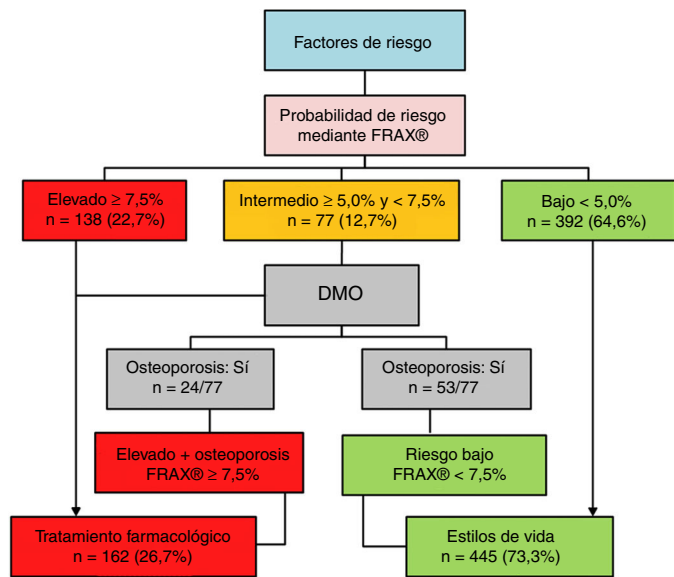 Factores de riesgo
Probabilidad de riesgo
mediante FRAX®
Elevado ≥ 7,5%
n = 138 (22,7%)
Intermedio ≥ 5,0% y < 7,5%
n = 77 (12,7%)
Bajo < 5,0%
n = 392 (64,6%)
DMO
Osteoporosis: Sí
n = 24/77
Osteoporosis: Sí
n = 53/77
Elevado + osteoporosis
FRAX® ≥ 7,5%
Riesgo bajo
FRAX® < 7,5%
Tratamiento farmacológico
n = 162 (26,7%)
Estilos de vida
n = 445 (73,3%)